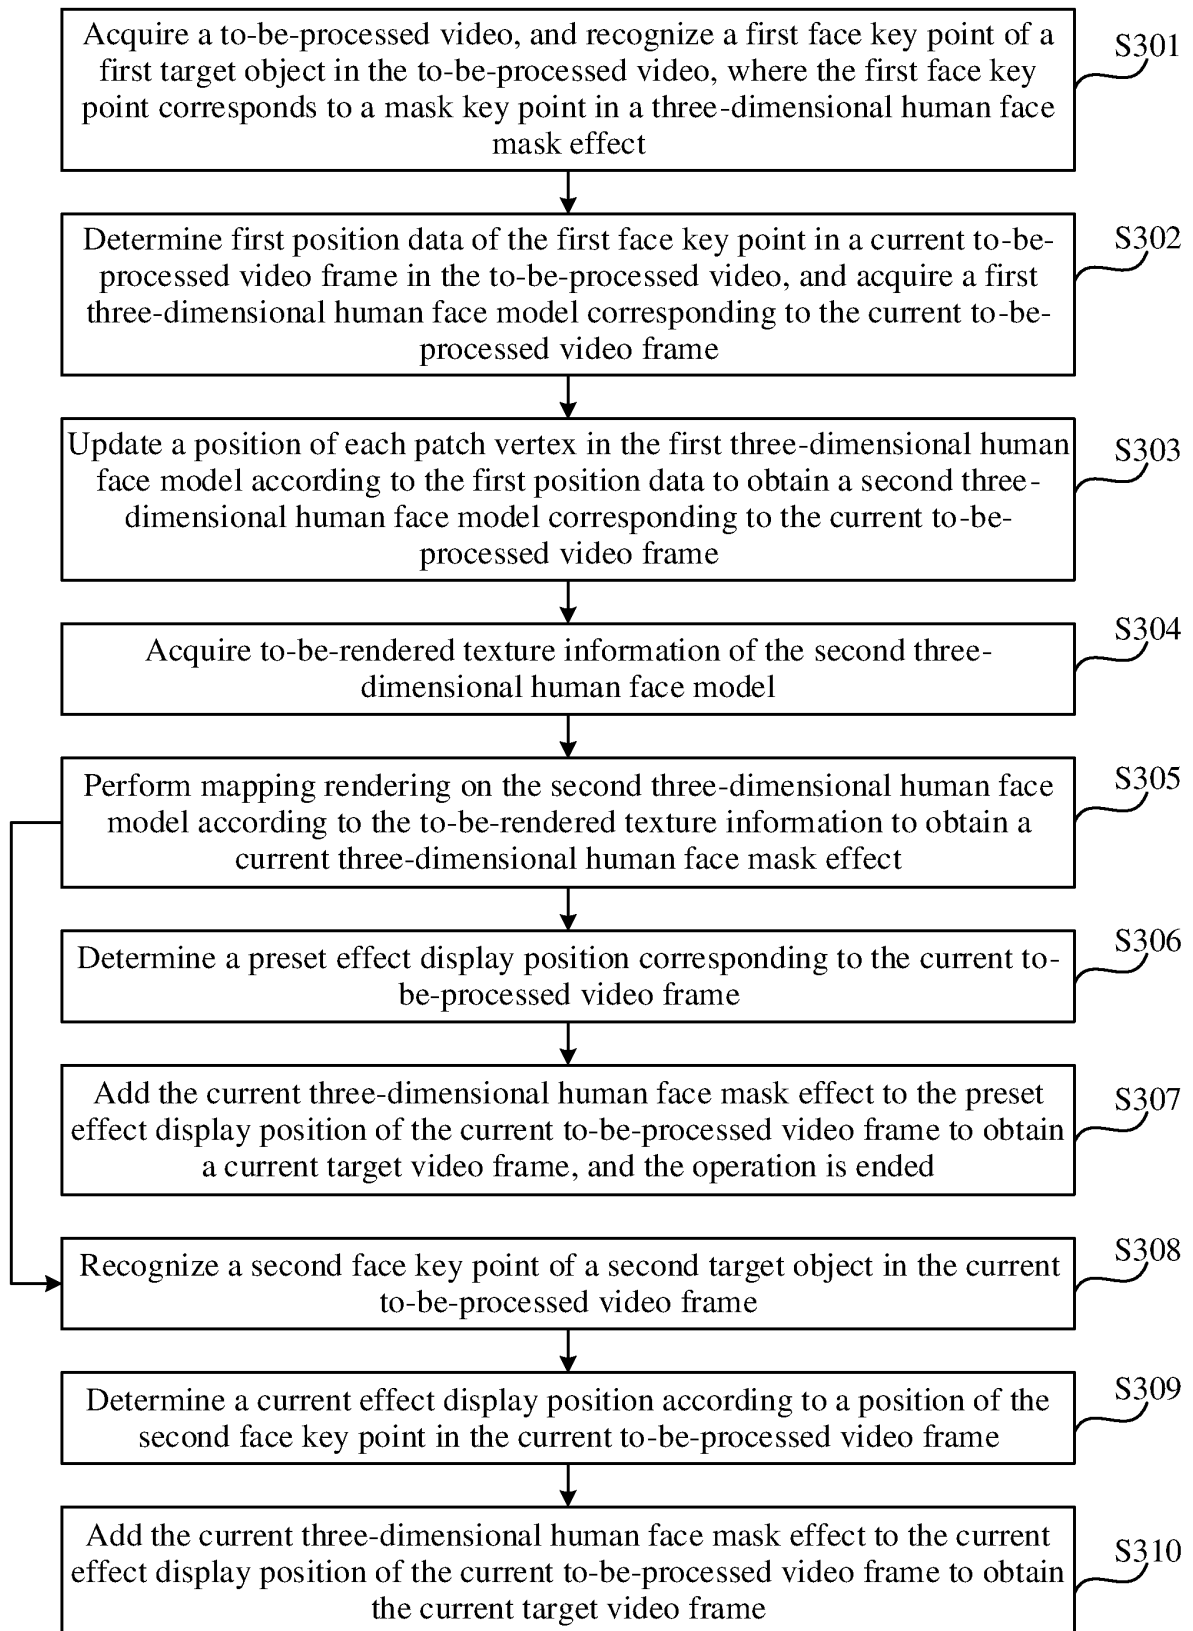 Acquire a to-be-processed video, and recognize a first face key point of a
first target object in the to-be-processed video, where the first face key
point corresponds to a mask key point in a three-dimensional human face
mask effect
S301
Determine first position data of the first face key point in a current to-be-
processed video frame in the to-be-processed video, and acquire a first
three-dimensional human face model corresponding to the current to-be-
processed video frame
S302
Update a position of each patch vertex in the first three-dimensional human
face model according to the first position data to obtain a second three-
dimensional human face model corresponding to the current to-be-
processed video frame
S303
Acquire to-be-rendered texture information of the second three-
dimensional human face model
S304
Perform mapping rendering on the second three-dimensional human face
model according to the to-be-rendered texture information to obtain a
current three-dimensional human face mask effect
S305
Determine a preset effect display position corresponding to the current to-
be-processed video frame
S306
Add the current three-dimensional human face mask effect to the preset
effect display position of the current to-be-processed video frame to obtain
a current target video frame, and the operation is ended
S307
Recognize a second face key point of a second target object in the current
to-be-processed video frame
S308
Determine a current effect display position according to a position of the
second face key point in the current to-be-processed video frame
S309
Add the current three-dimensional human face mask effect to the current
effect display position of the current to-be-processed video frame to obtain
the current target video frame
S310